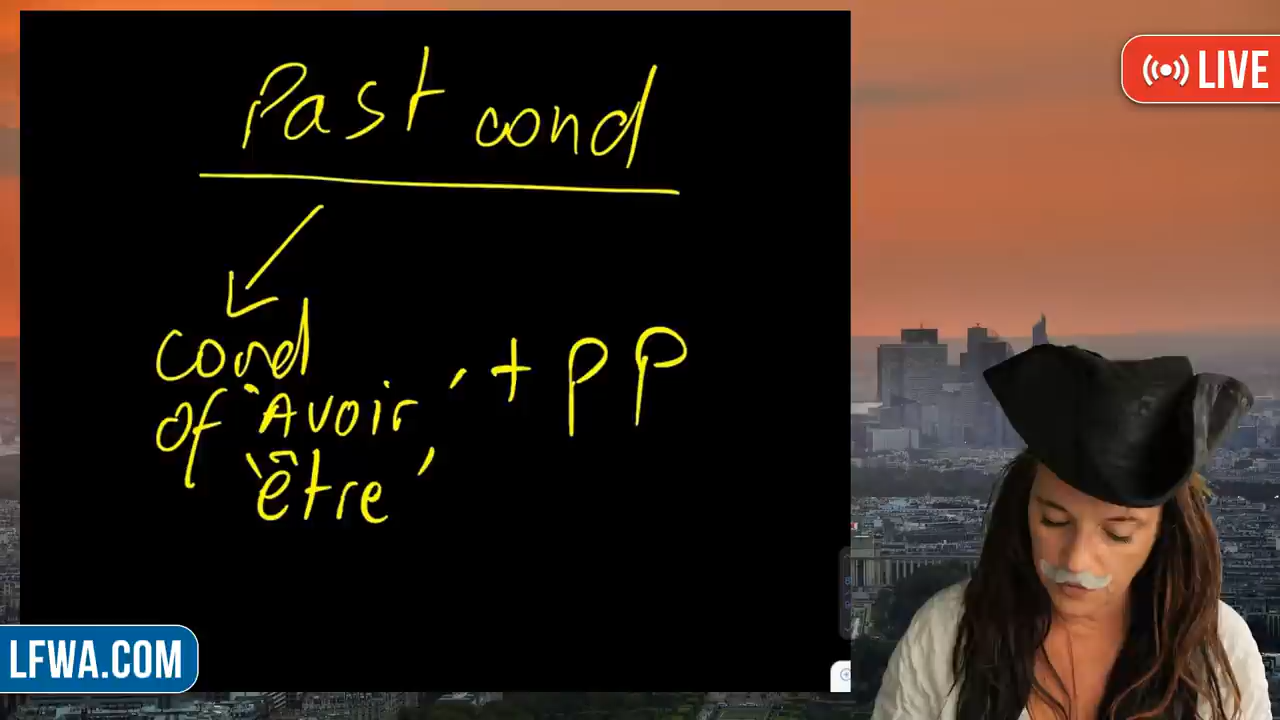 Past cond
cond
of 'Avoir' + PP
'être'
LIVE
LFWA.COM